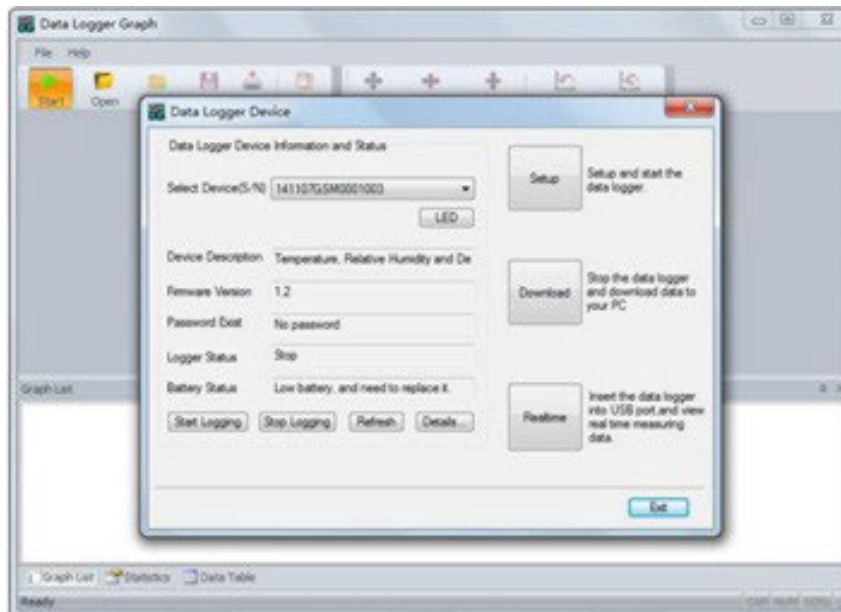 Data Logger Graph
File Help
Start Open
Data Logger Device
Data Logger Device Information and Status
Select Device(S/N) 141107GSM0001003
LED
Device Description Temperature, Relative Humidity and De
Firmware Version 1.2
Password Exist No password
Logger Status Stop
Battery Status Low battery, and need to replace it.
Start Logging Stop Logging Refresh Details...
Setup
Setup and start the
data logger.
Download
Stop the data logger
and download data to
your PC
Realtime
Insert the data logger
into USB port,and view
real time measuring
data.
Exit
Graph List
Graph List Statistics Data Table
Ready
CAP NUM SCRL